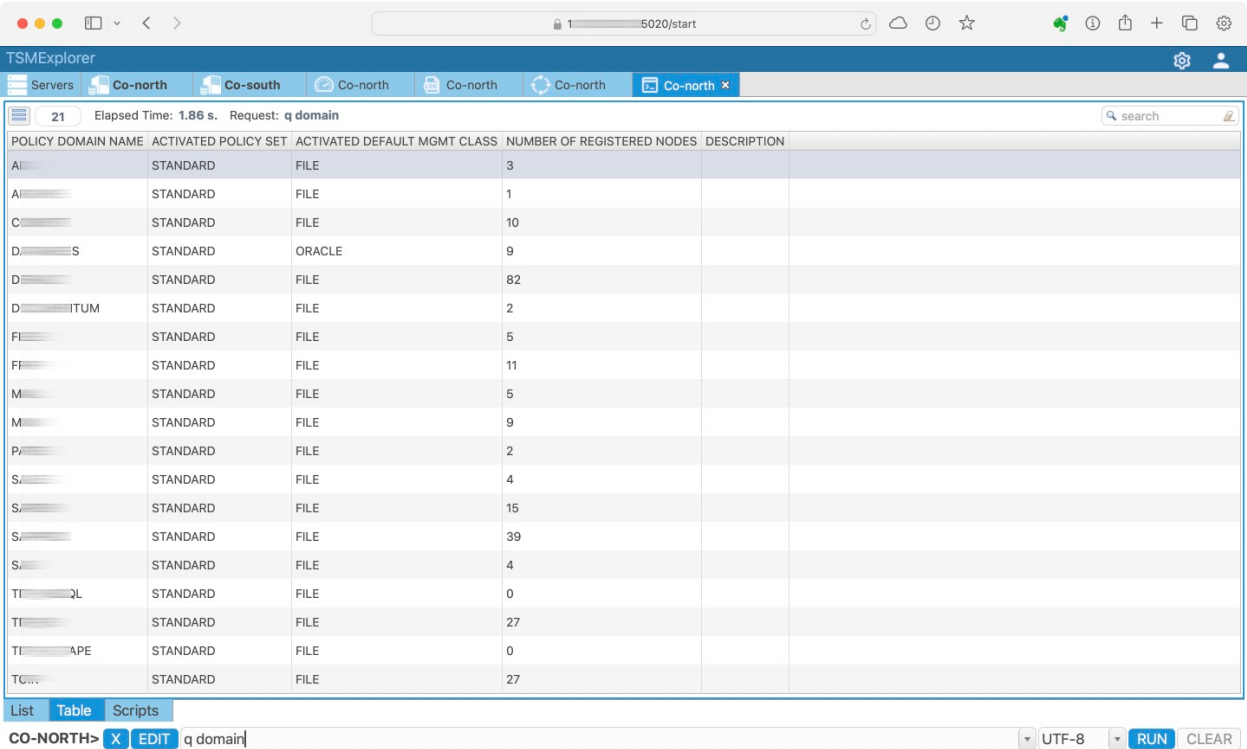 5020/start
TSMExplorer
Servers Co-north Co-south Co-north Co-north Co-north Co-north ×
21 Elapsed Time: 1.86 s. Request: q domain search
POLICY DOMAIN NAME ACTIVATED POLICY SET ACTIVATED DEFAULT MGMT CLASS NUMBER OF REGISTERED NODES DESCRIPTION
STANDARD FILE 3
STANDARD FILE 1
STANDARD FILE 10
STANDARD ORACLE 9
STANDARD FILE 82
STANDARD FILE 2
STANDARD FILE 5
STANDARD FILE 11
STANDARD FILE 5
STANDARD FILE 9
STANDARD FILE 2
STANDARD FILE 4
STANDARD FILE 15
STANDARD FILE 39
STANDARD FILE 4
STANDARD FILE 0
STANDARD FILE 27
STANDARD FILE 0
STANDARD FILE 27
List Table Scripts
CO-NORTH> X EDIT q domain UTF-8 RUN CLEAR